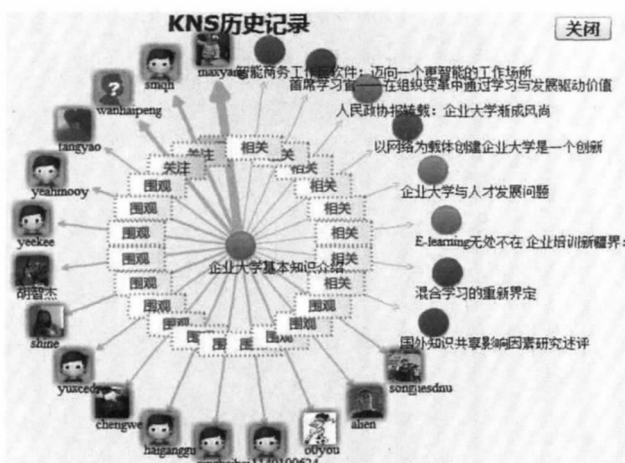 KNS历史记录
关闭
maxyang
smqh
wanhaipeng
tangyao
yeahmooy
yeekee
胡智杰
shine
chengwe
haiganggu
1140100624
o0you
alien
songuesdnu
智能商务工作
软件：迈向一个更智能的工作场所
首席学习官
在组织变革中通过学习与发展驱动价值
人民政协报转载：企业大学渐成风尚
以网络为载体创建企业大学是一个创新
企业大学与人才发展问题
E-learning无处不在 企业培训新疆界:
混合学习的重新界定
国外知识共享影响因素研究述评
企业大学基本知识介绍
关注
关注
围观
围观
围观
围观
围观
围观
围观
围观
相关
相关
相关
相关
相关
相关
相关